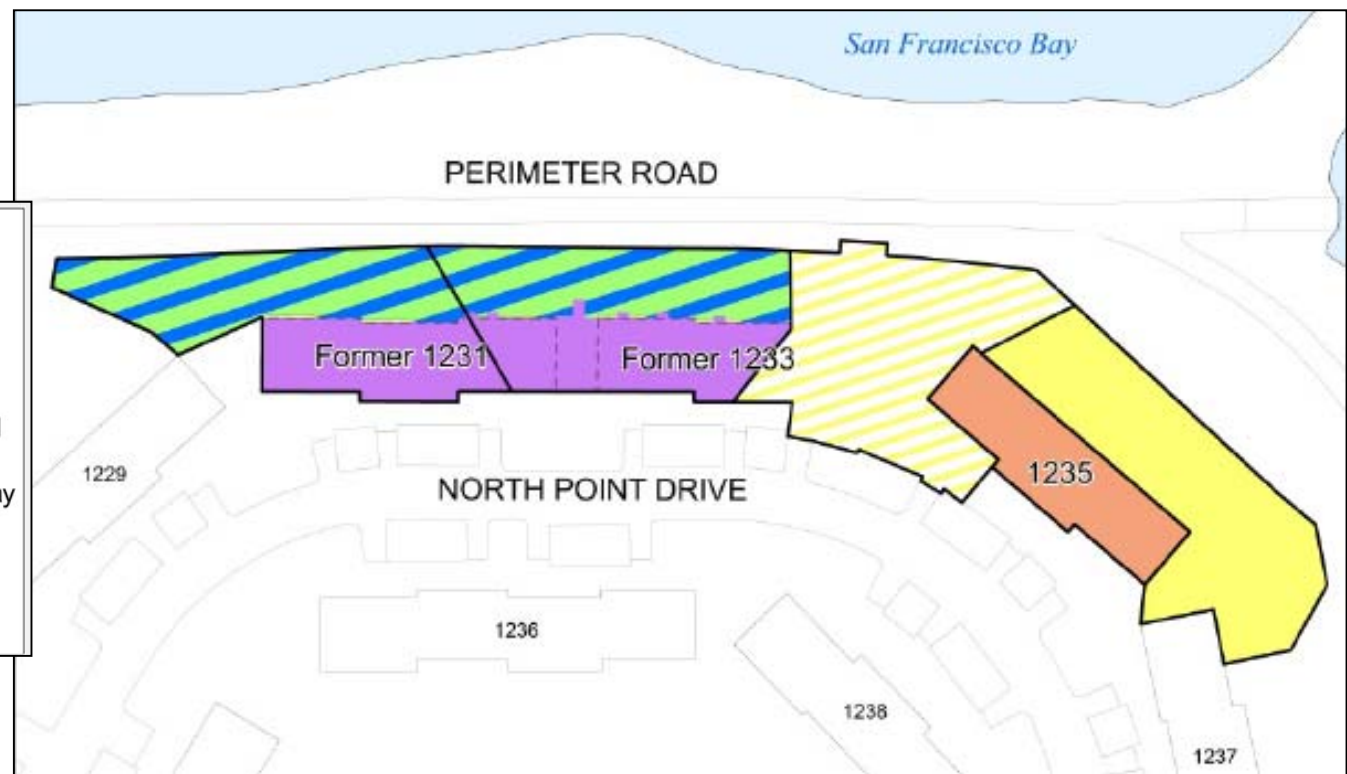 San Francisco Bay
PERIMETER ROAD
Former 1231
Former 1233
1229
NORTH POINT DRIVE
1235
1236
1238
1237